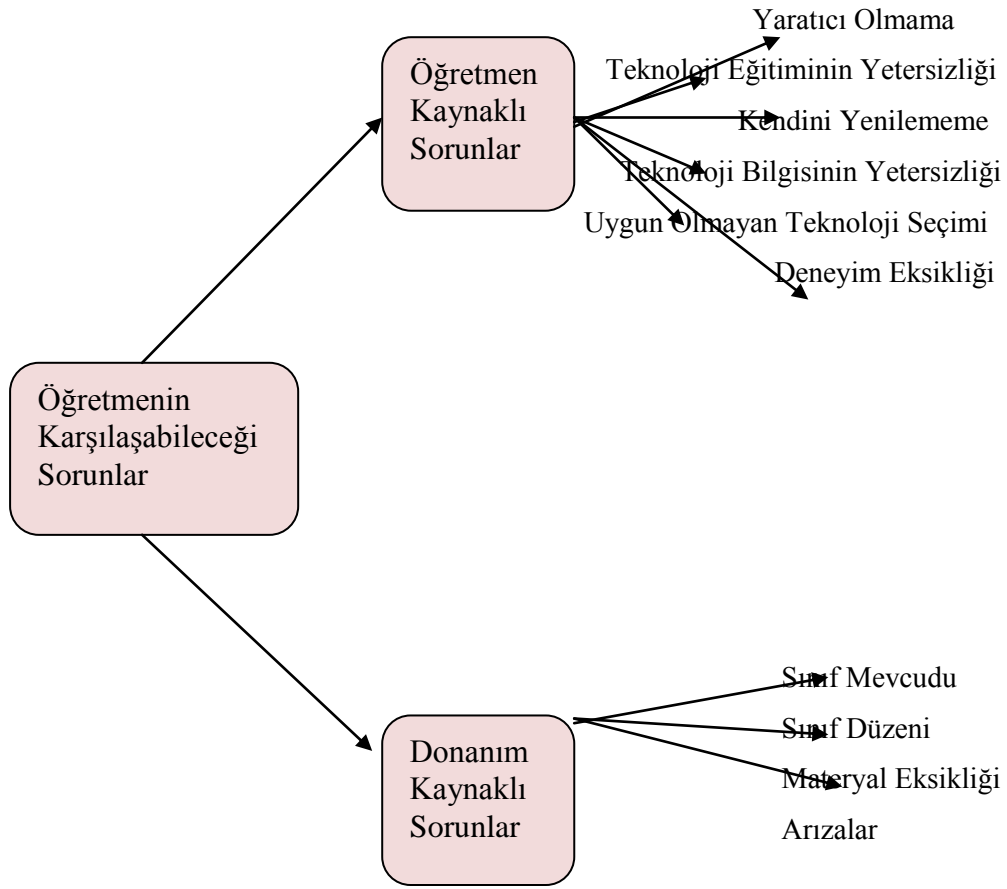 Yaratıcı Olmama
Öğretmen
Kaynaklı
Sorunlar
Teknoloji Eğitiminin Yetersizliği
Kendini Yenilememe
Teknoloji Bilgisinin Yetersizliği
Uygun Olmayan Teknoloji Seçimi
Deneyim Eksikliği
Öğretmenin
Karşılaşabileceği
Sorunlar
Donanım
Kaynaklı
Sorunlar
Sınıf Mevcudu
Sınıf Düzeni
Materyal Eksikliği
Arızalar